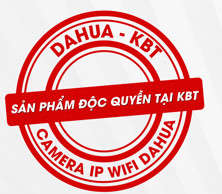 DAHUA - KBT
SẢN PHẨM ĐỘC QUYỀN TẠI KBT
CAMERA IP WIFI DAHUA